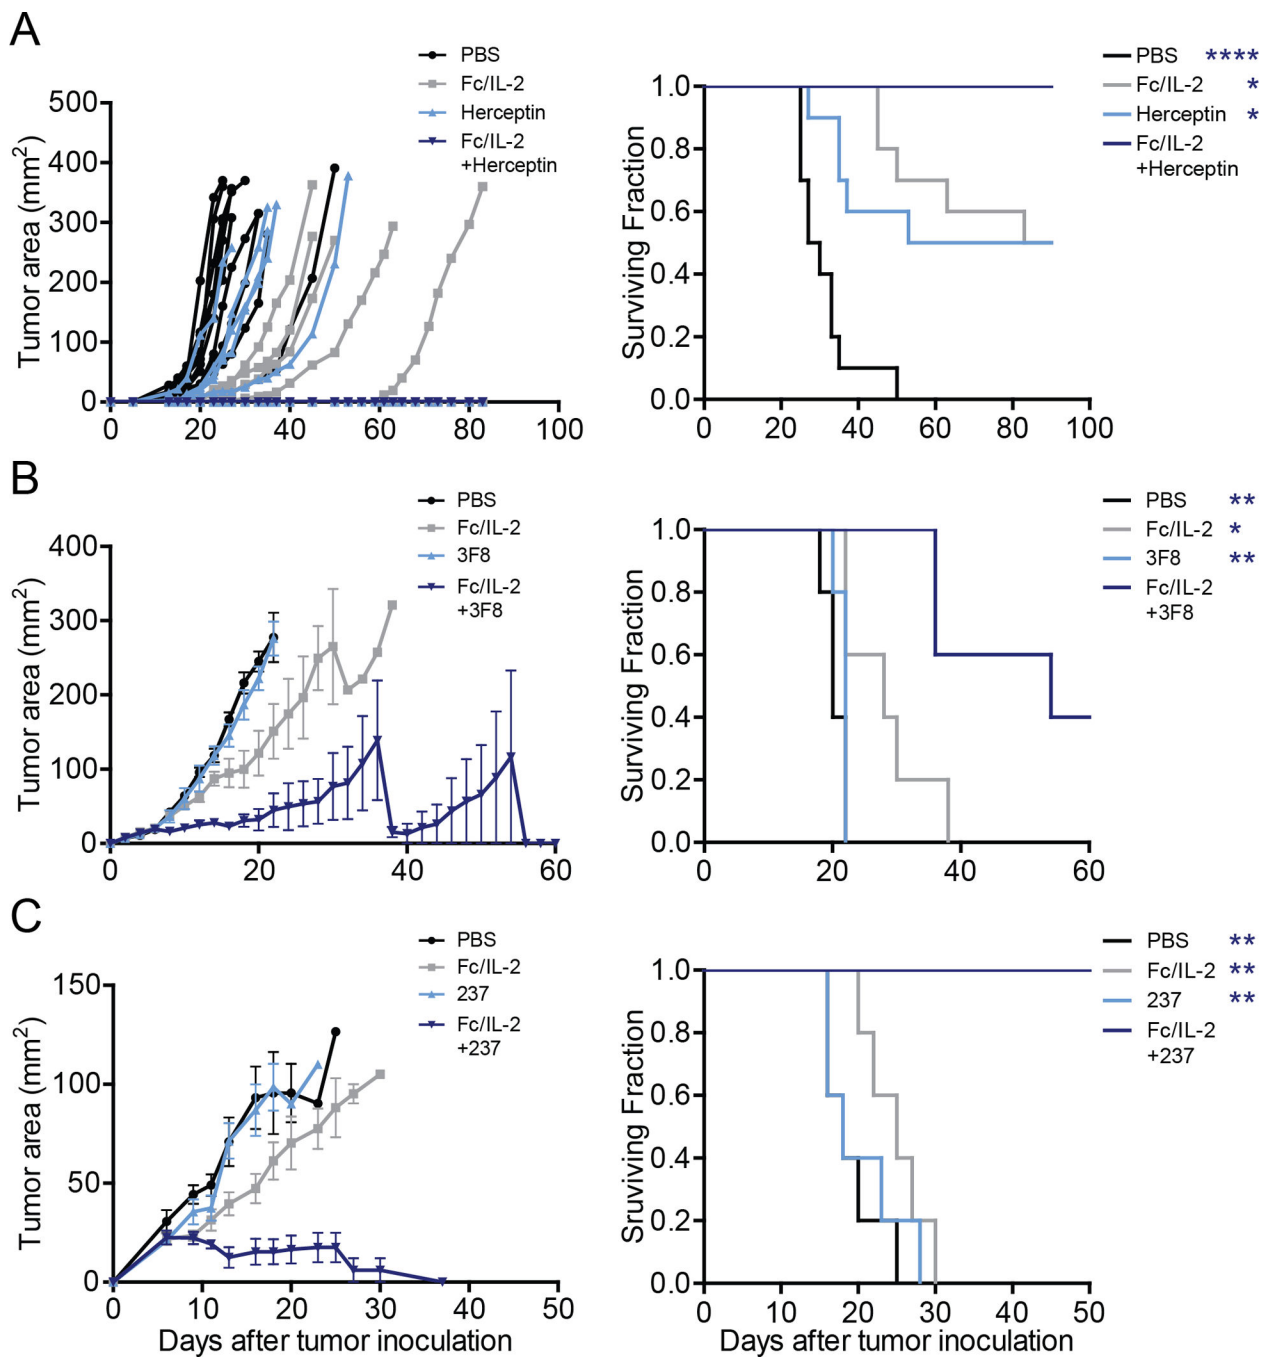 A
PBS
Fc/IL-2
Herceptin
Fc/IL-2
+Herceptin
500
400
300
200
100
0
Tumor area (mm²)
0 20 40 60 80 100
PBS ****
Fc/IL-2 *
Herceptin *
Fc/IL-2
+Herceptin
1.0
0.8
0.6
0.4
0.2
0.0
Surviving Fraction
0 20 40 60 80 100
B
PBS
Fc/IL-2
3F8
Fc/IL-2
+3F8
400
300
200
100
0
Tumor area (mm²)
0 20 40 60
PBS **
Fc/IL-2 *
3F8 **
Fc/IL-2
+3F8
1.0
0.8
0.6
0.4
0.2
0.0
Surviving Fraction
0 20 40 60
C
PBS
Fc/IL-2
237
Fc/IL-2
+237
150
100
50
0
Tumor area (mm²)
0 10 20 30 40 50
Days after tumor inoculation
PBS **
Fc/IL-2 **
237 **
Fc/IL-2
+237
1.0
0.8
0.6
0.4
0.2
0.0
Sruviving Fraction
0 10 20 30 40 50
Days after tumor inoculation